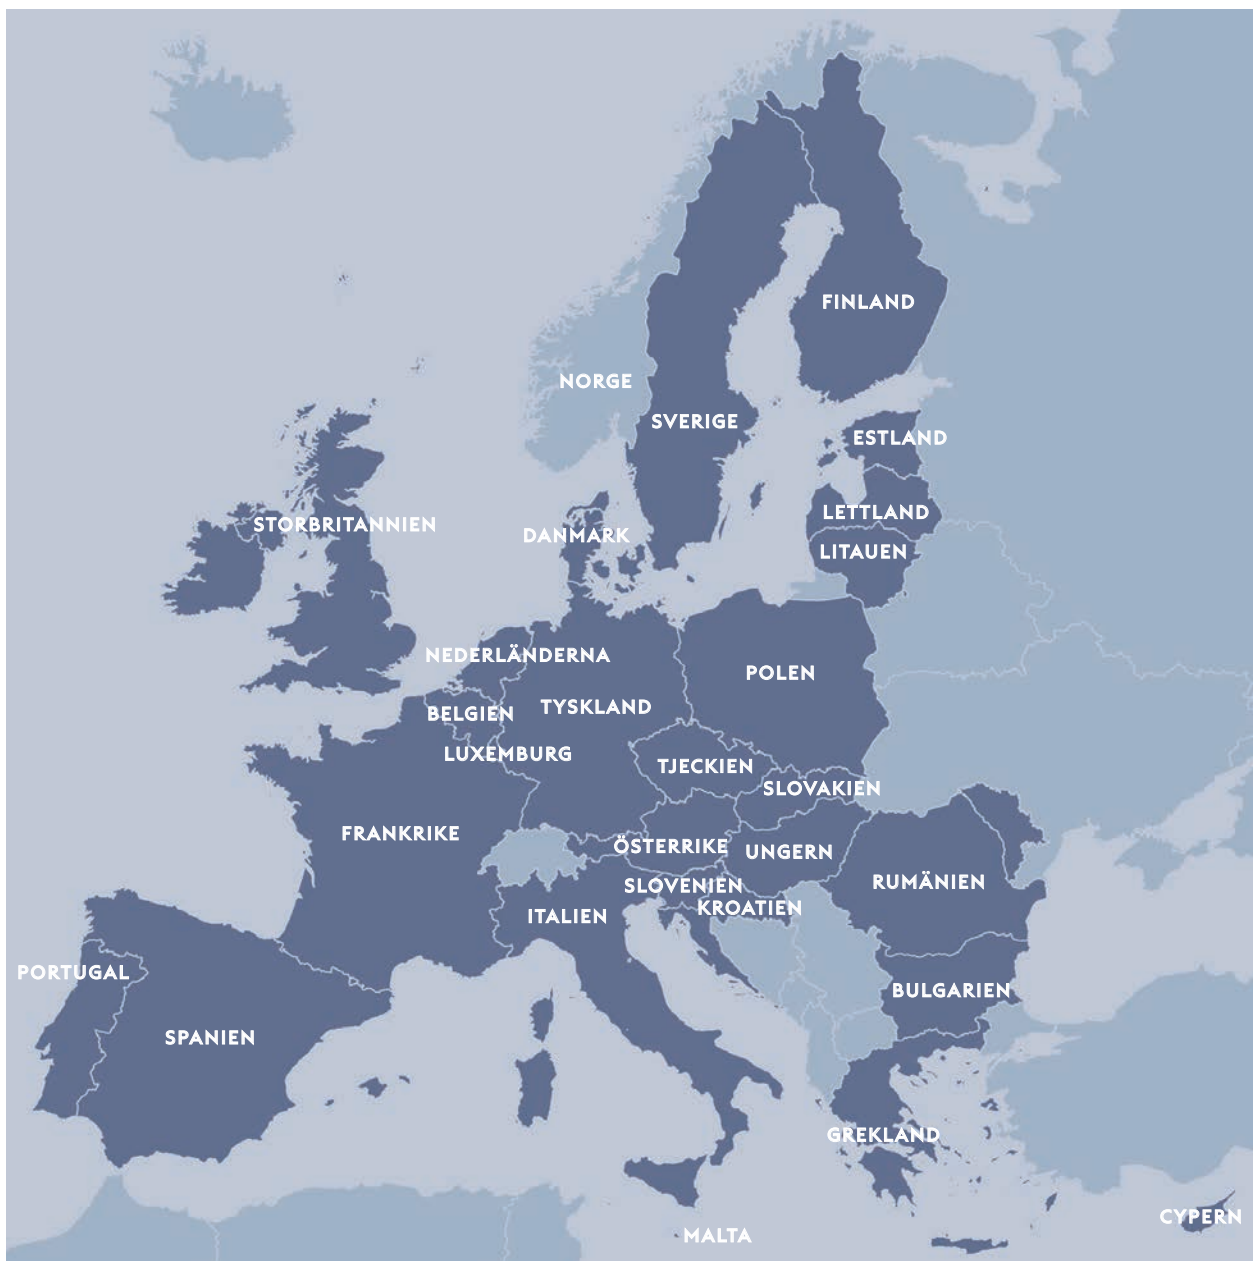 FINLAND
NORGE
SVERIGE
ESTLAND
LETTLAND
STORBRITANNIEN
DANMARK
LITAUEN
NEDERLÄNDERNA
POLEN
TYSKLAND
BELGIEN
LUXEMBURG
TJECKIEN
SLOVAKIEN
FRANKRIKE
ÖSTERRIKE
UNGERN
RUMÄNIEN
SLOVENIEN
KROATIEN
ITALIEN
PORTUGAL
BULGARIEN
SPANIEN
GREKLAND
CYPERN
MALTA